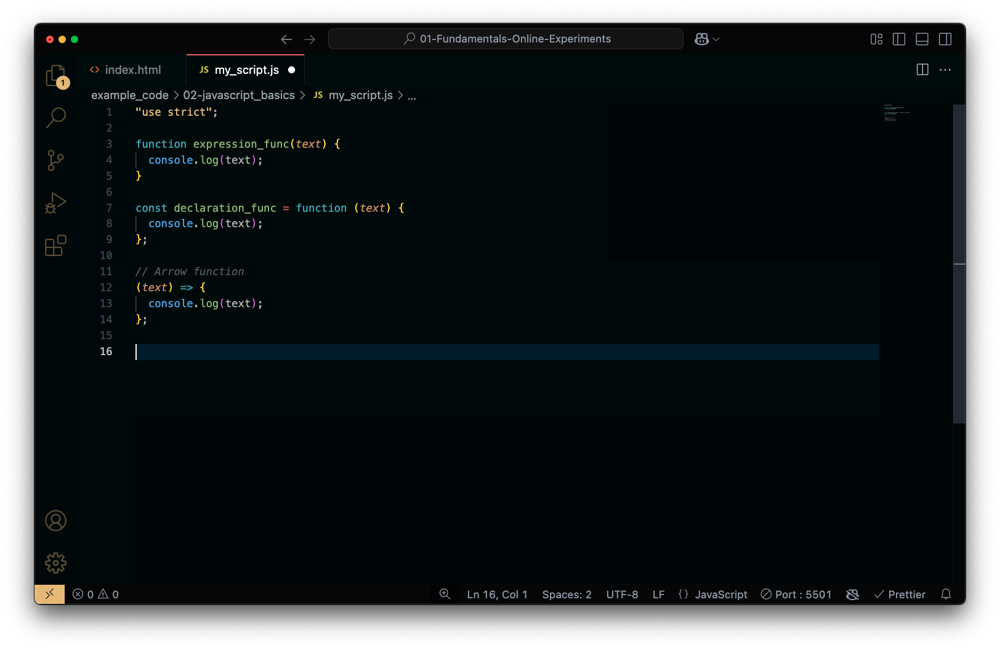 01-Fundamentals-Online-Experiments
index.html
JS my_script.js
1
example_code > 02-javascript_basics > JS my_script.js > ...
1 "use strict";
2
3 function expression_func(text) {
4 console.log(text);
5 }
6
7 const declaration_func = function (text) {
8 console.log(text);
9 };
10
11 // Arrow function
12 (text) => {
13 console.log(text);
14 };
15
16
0 0 Ln 16, Col 1 Spaces: 2 UTF-8 LF {} JavaScript Port : 5501 Prettier